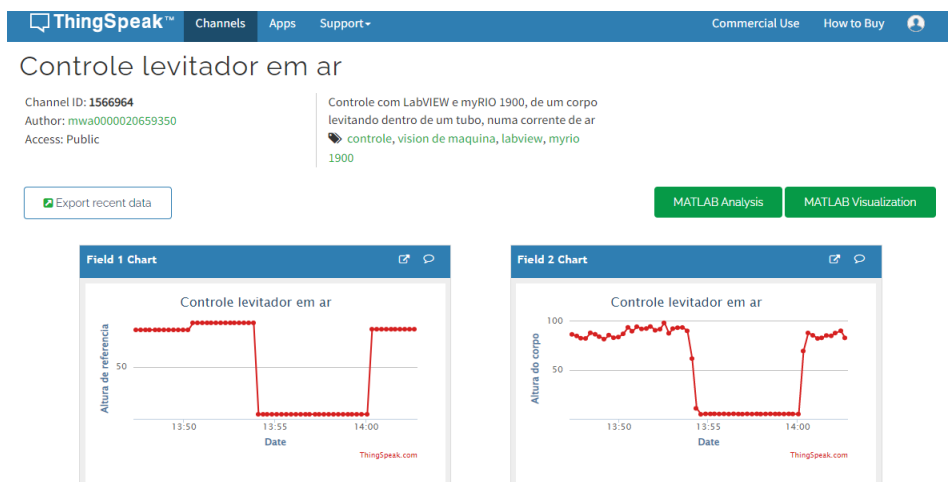 ThingSpeak™ Channels Apps Support Commercial Use How to Buy
Controle levitador em ar
Channel ID: 1566964
Author: mwa0000020659350
Access: Public
Controle com LabVIEW e myRIO 1900, de um corpo
levitando dentro de um tubo, numa corrente de ar
controle, vision de maquina, labview, myrio
1900
Export recent data
MATLAB Analysis
MATLAB Visualization
Field 1 Chart
Controle levitador em ar
Altura de referencia
50
13:50 13:55 14:00
Date
ThingSpeak.com
Field 2 Chart
Controle levitador em ar
Altura do corpo
100
50
13:50 13:55 14:00
Date
ThingSpeak.com